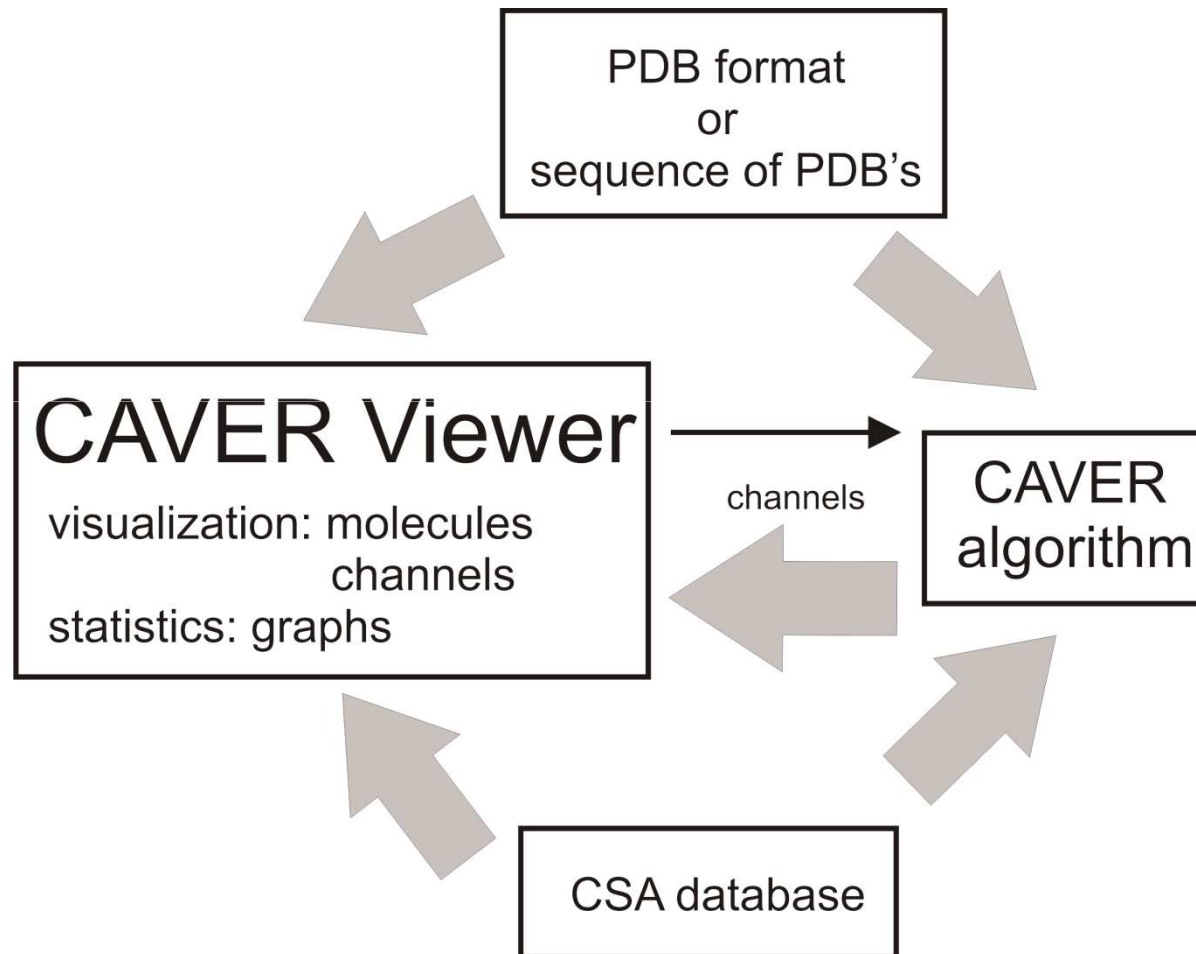 PDB format
or
sequence of PDB's
CAVER Viewer
visualization: molecules
channels
statistics: graphs
channels
CAVER
algorithm
CSA database